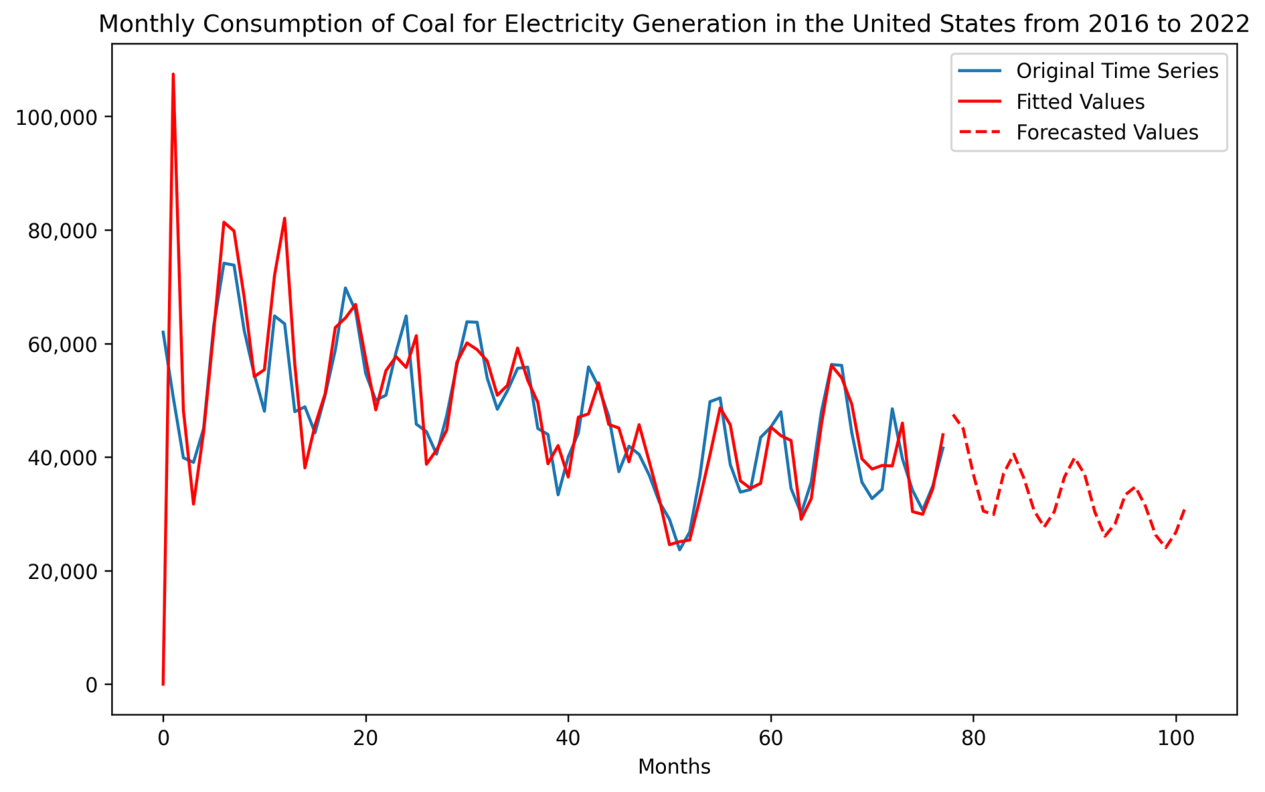 Monthly Consumption of Coal for Electricity Generation in the United States from 2016 to 2022
Original Time Series
Fitted Values
Forecasted Values
100,000
80,000
60,000
40,000
20,000
0
0 20 40 60 80 100
Months